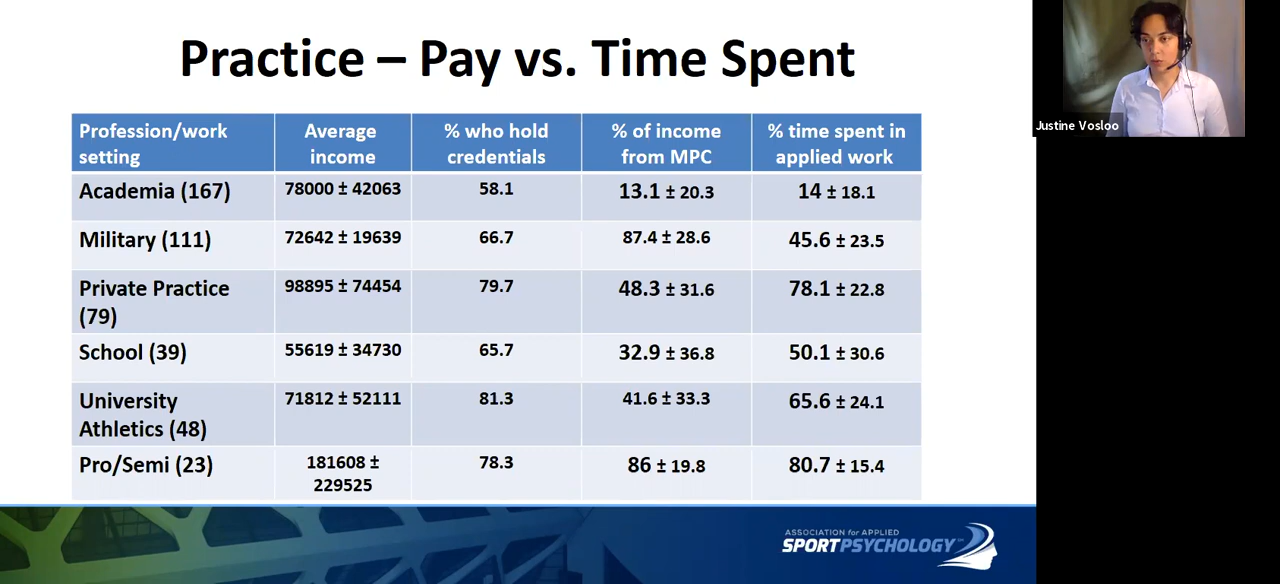 Practice – Pay vs. Time Spent
Profession/work setting | Average income | % who hold credentials | % of income from MPC | % time spent in applied work
Academia (167) | 78000 ± 42063 | 58.1 | 13.1 ± 20.3 | 14 ± 18.1
Military (111) | 72642 ± 19639 | 66.7 | 87.4 ± 28.6 | 45.6 ± 23.5
Private Practice (79) | 98895 ± 74454 | 79.7 | 48.3 ± 31.6 | 78.1 ± 22.8
School (39) | 55619 ± 34730 | 65.7 | 32.9 ± 36.8 | 50.1 ± 30.6
University Athletics (48) | 71812 ± 52111 | 81.3 | 41.6 ± 33.3 | 65.6 ± 24.1
Pro/Semi (23) | 181608 ± 229525 | 78.3 | 86 ± 19.8 | 80.7 ± 15.4
ASSOCIATION for APPLIED
SPORTPSYCHOLOGY
Justine Vosloo